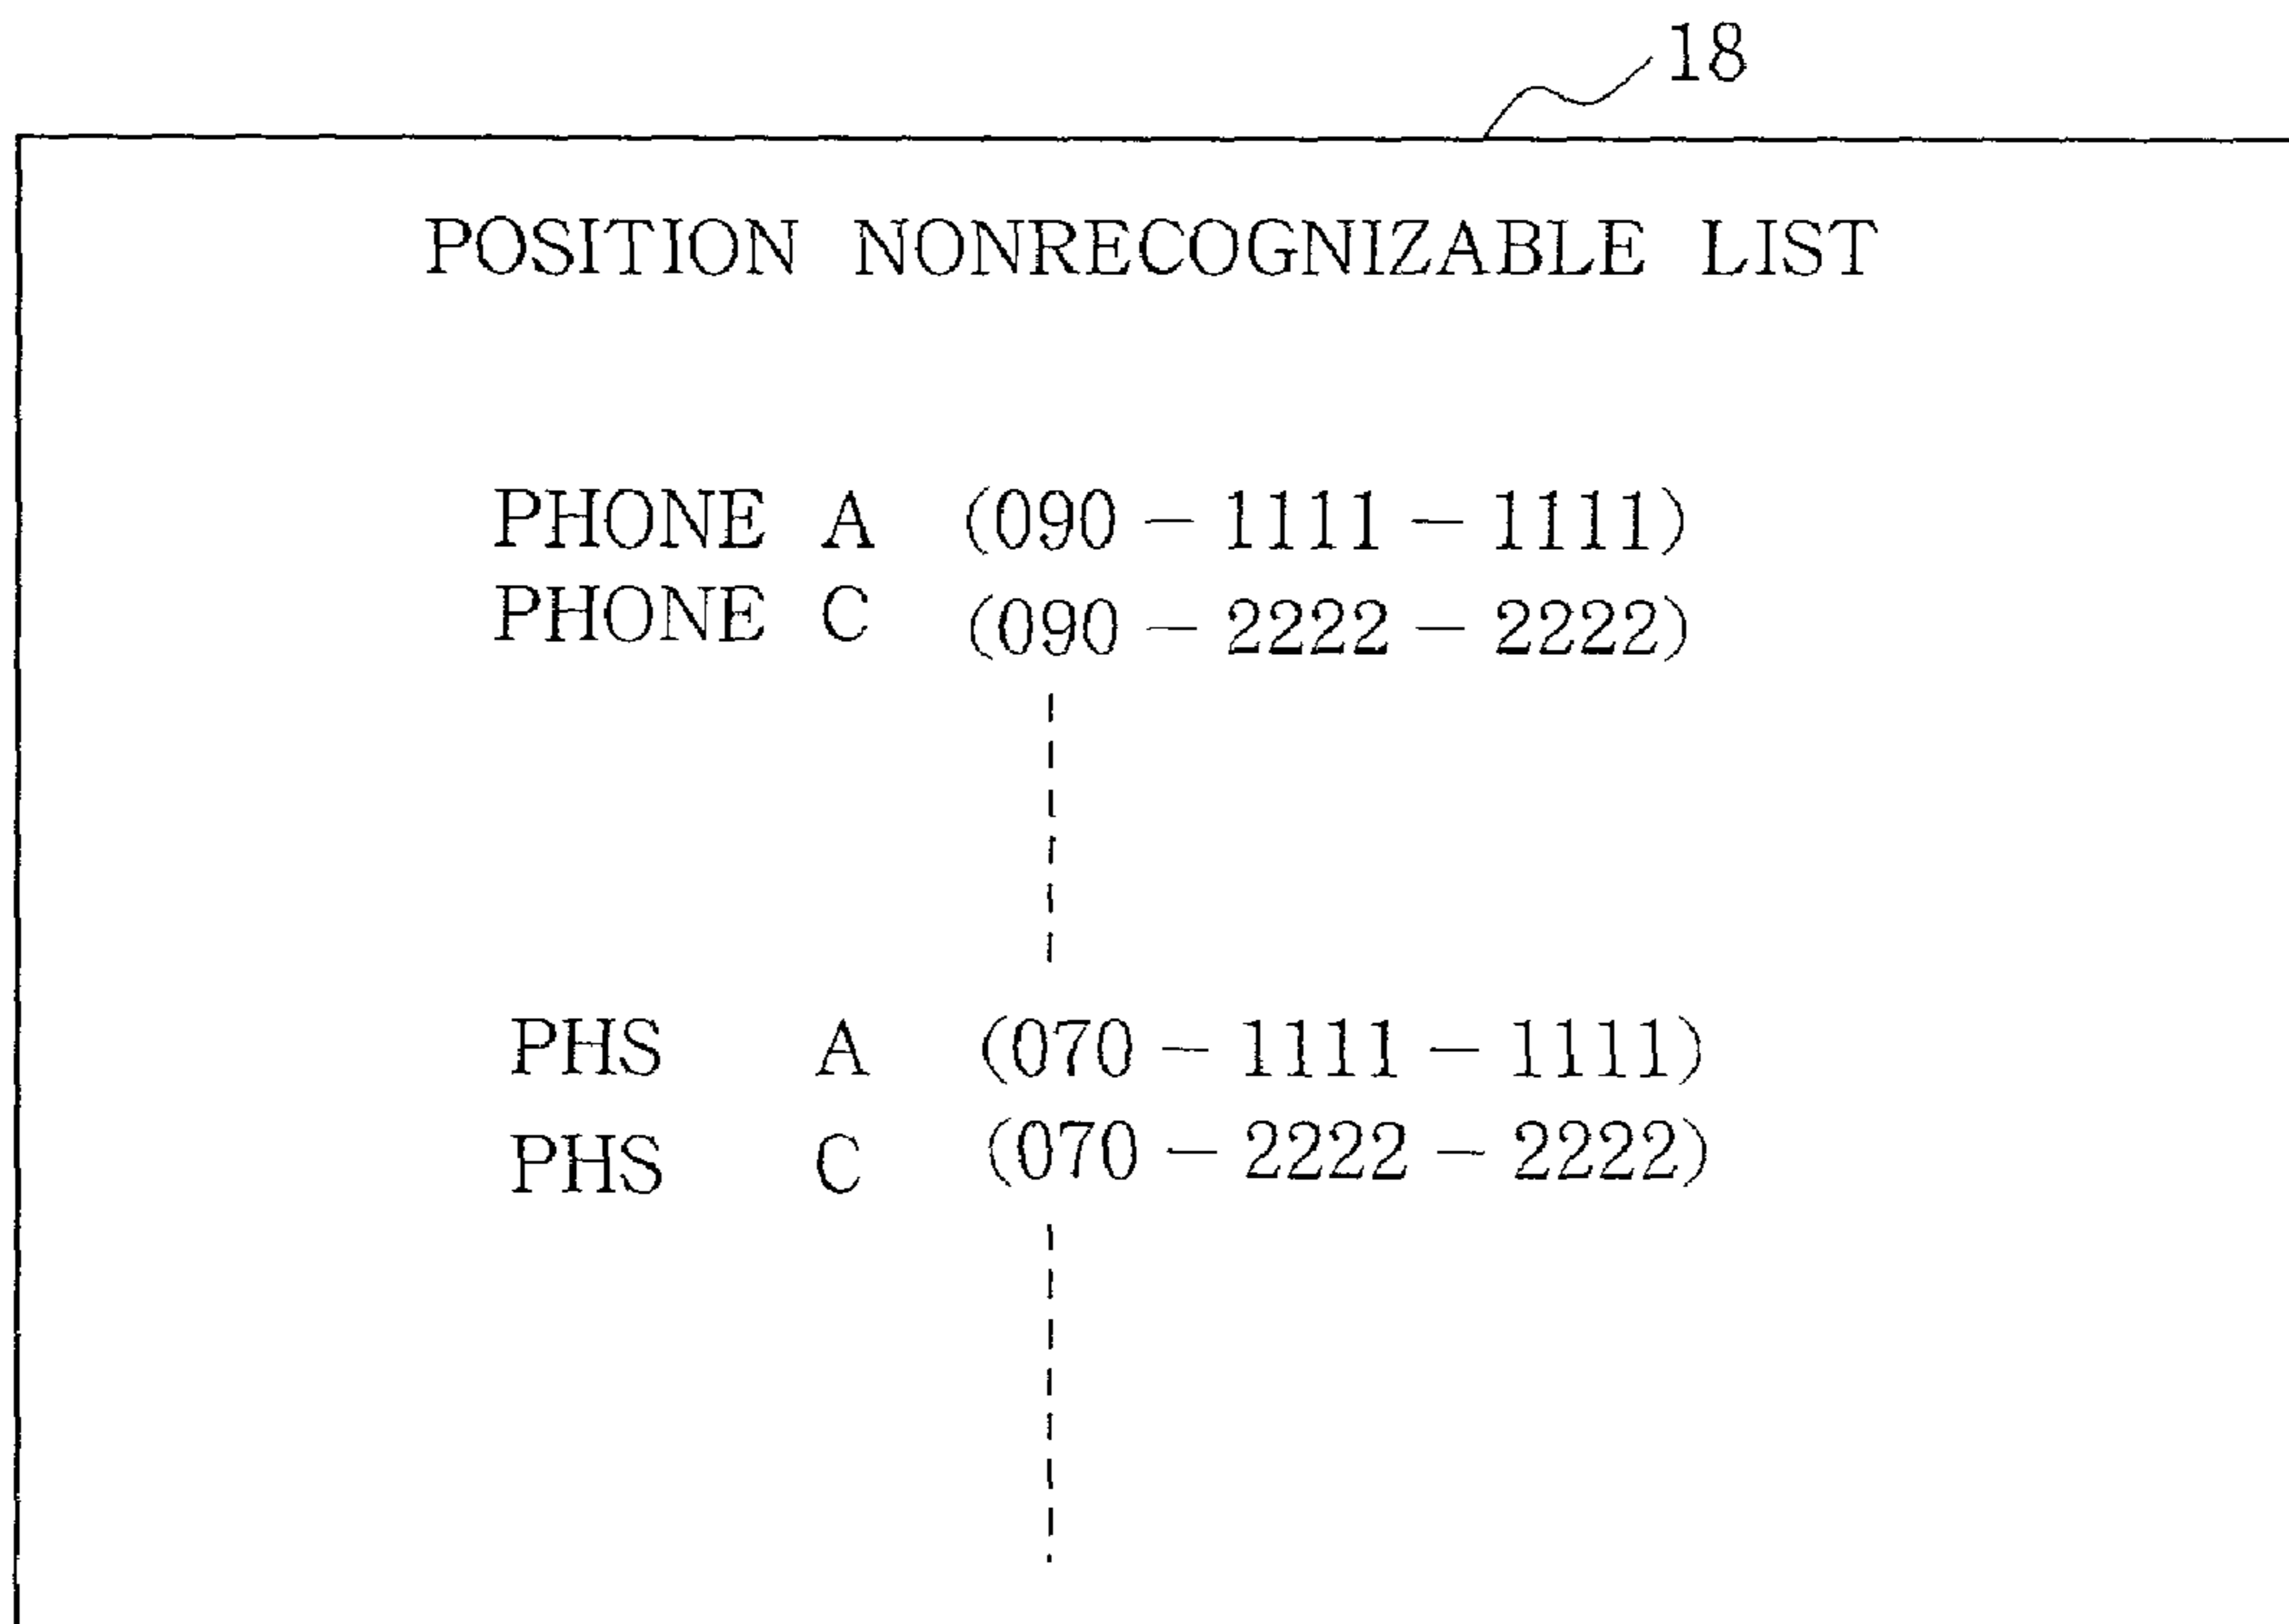 18
POSITION NONRECOGNIZABLE LIST
PHONE A (090-1111-1111)
PHONE C (090-2222-2222)
PHS A (070-1111-1111)
PHS C (070-2222-2222)